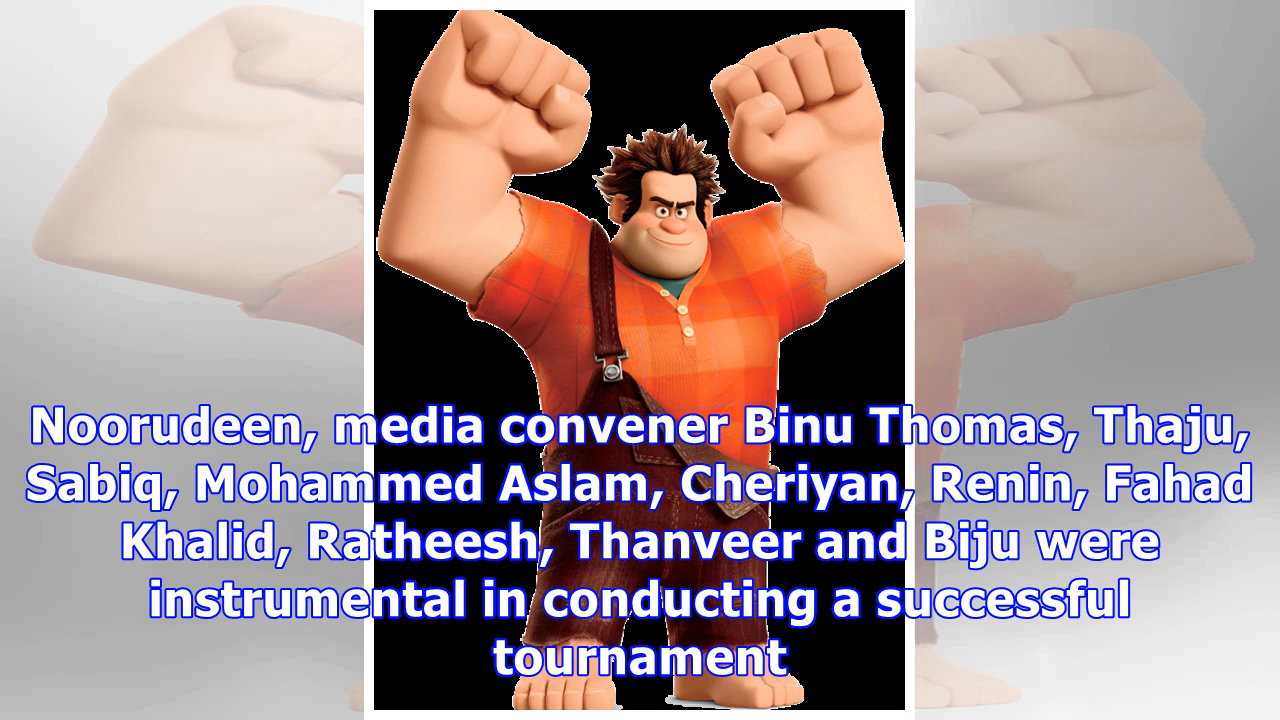 Noorudeen, media convener Binu Thomas, Thaju,
Sabiq, Mohammed Aslam, Cheriyan, Renin, Fahad
Khalid, Ratheesh, Thanveer and Biju were
instrumental in conducting a successful
tournament